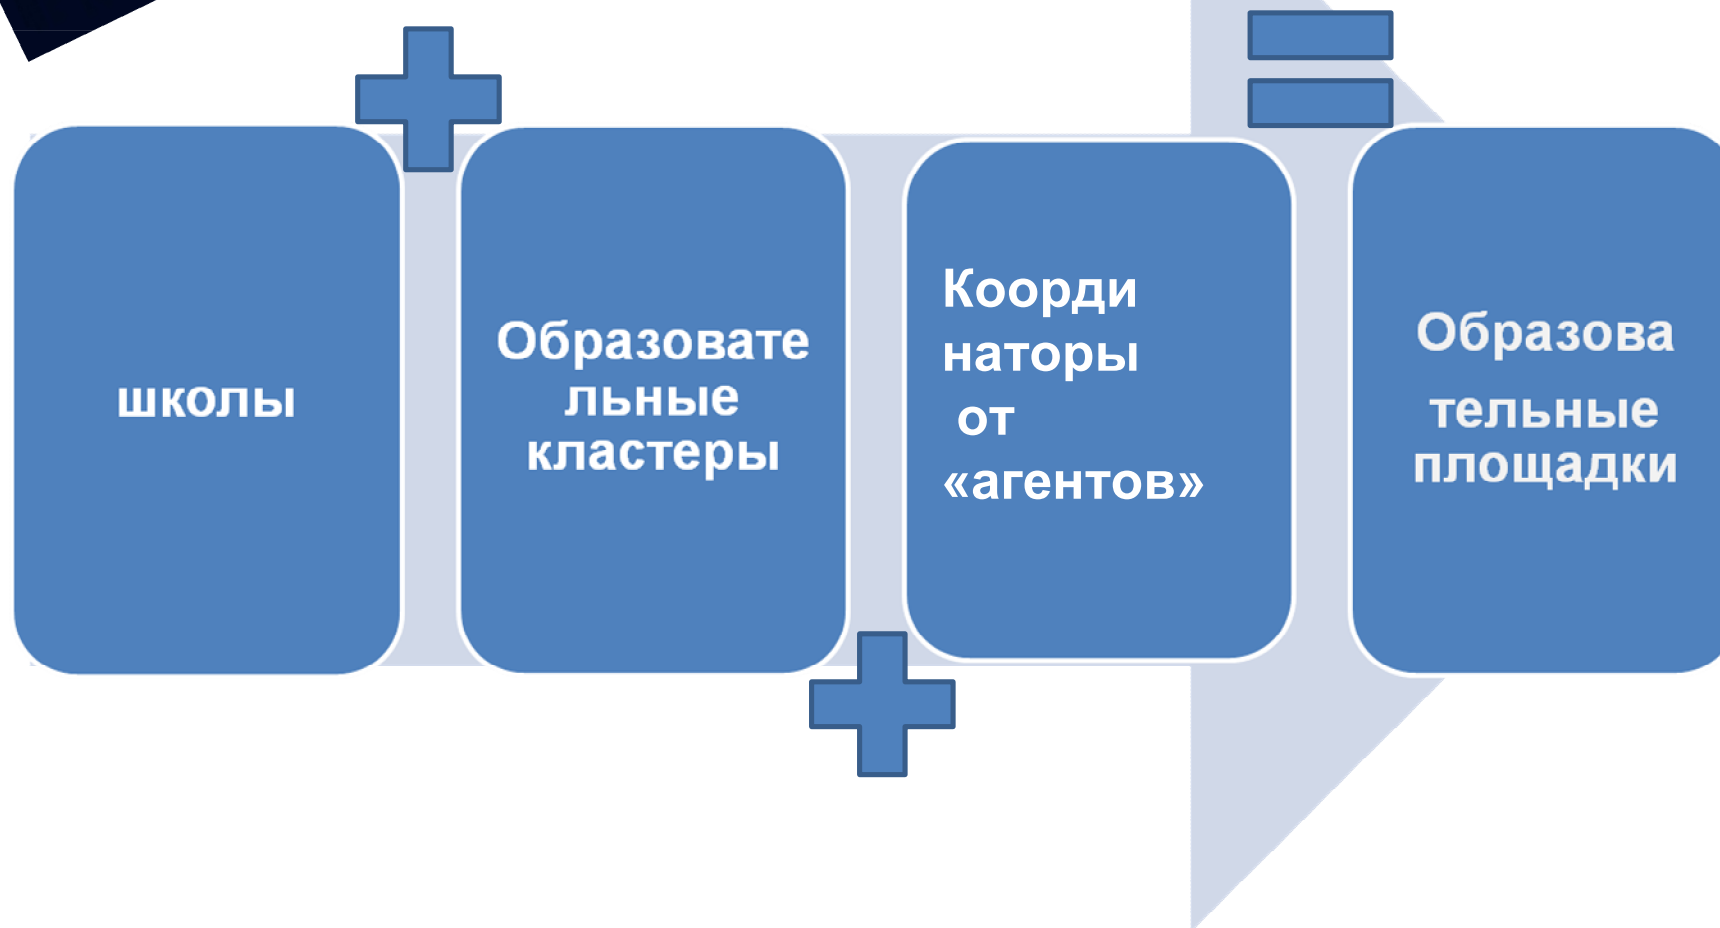 школы
Образовате
льные
кластеры
Коорди
наторы
от
«агентов»
Образова
тельные
площадки